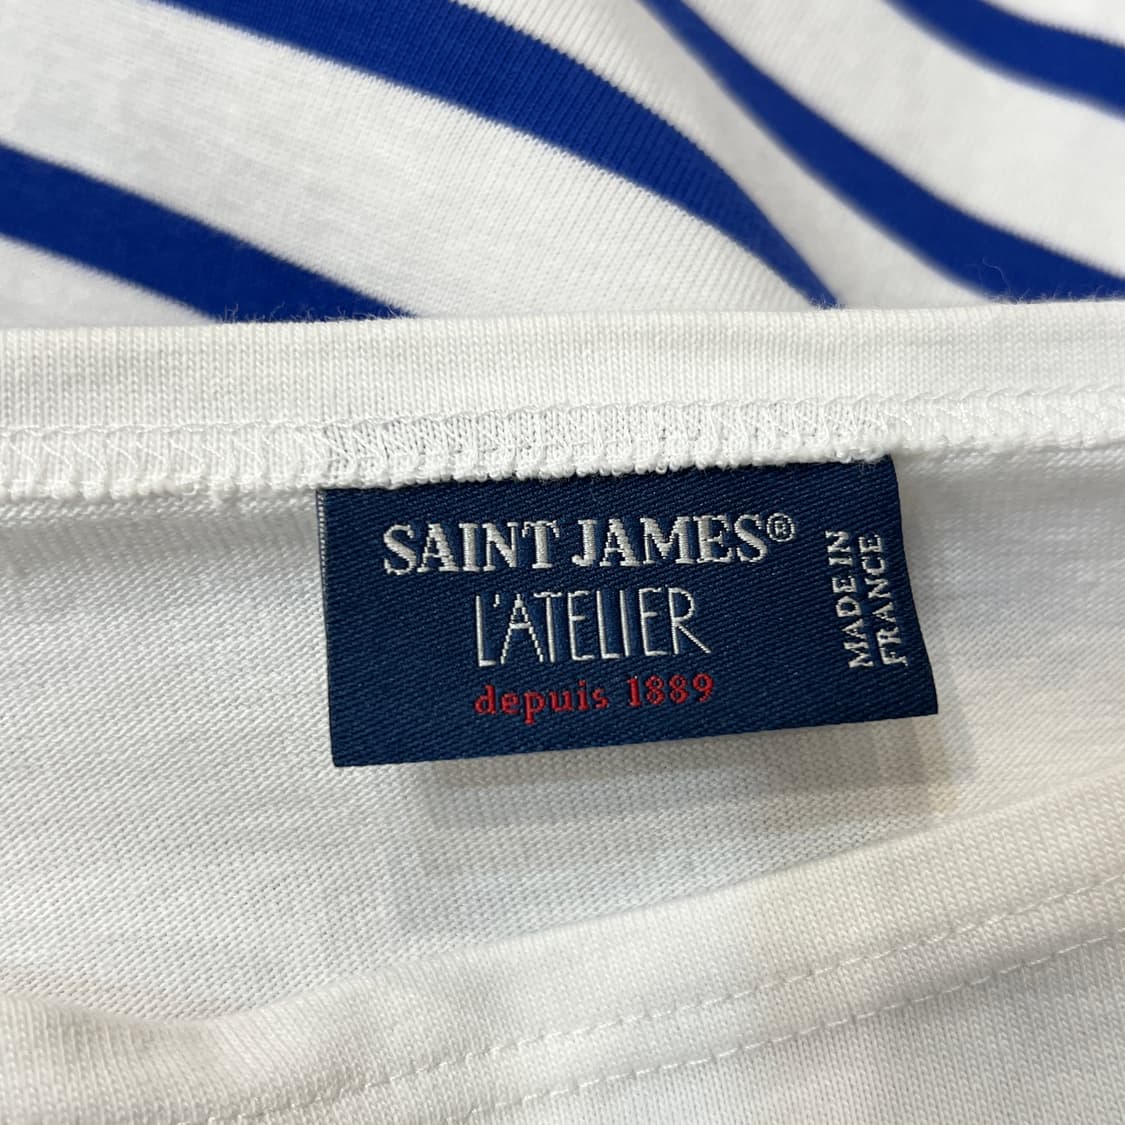 SAINT JAMES®
L'ATELIER
depuis 1889
MADE IN
FRANCE